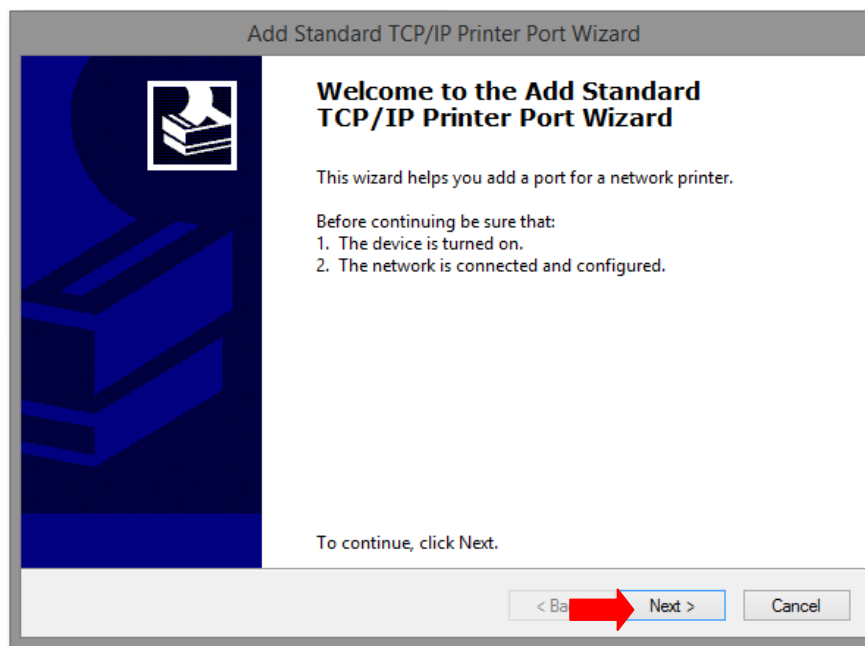 Add Standard TCP/IP Printer Port Wizard
Welcome to the Add Standard
TCP/IP Printer Port Wizard
This wizard helps you add a port for a network printer.
Before continuing be sure that:
1. The device is turned on.
2. The network is connected and configured.
To continue, click Next.
< Ba Next > Cancel